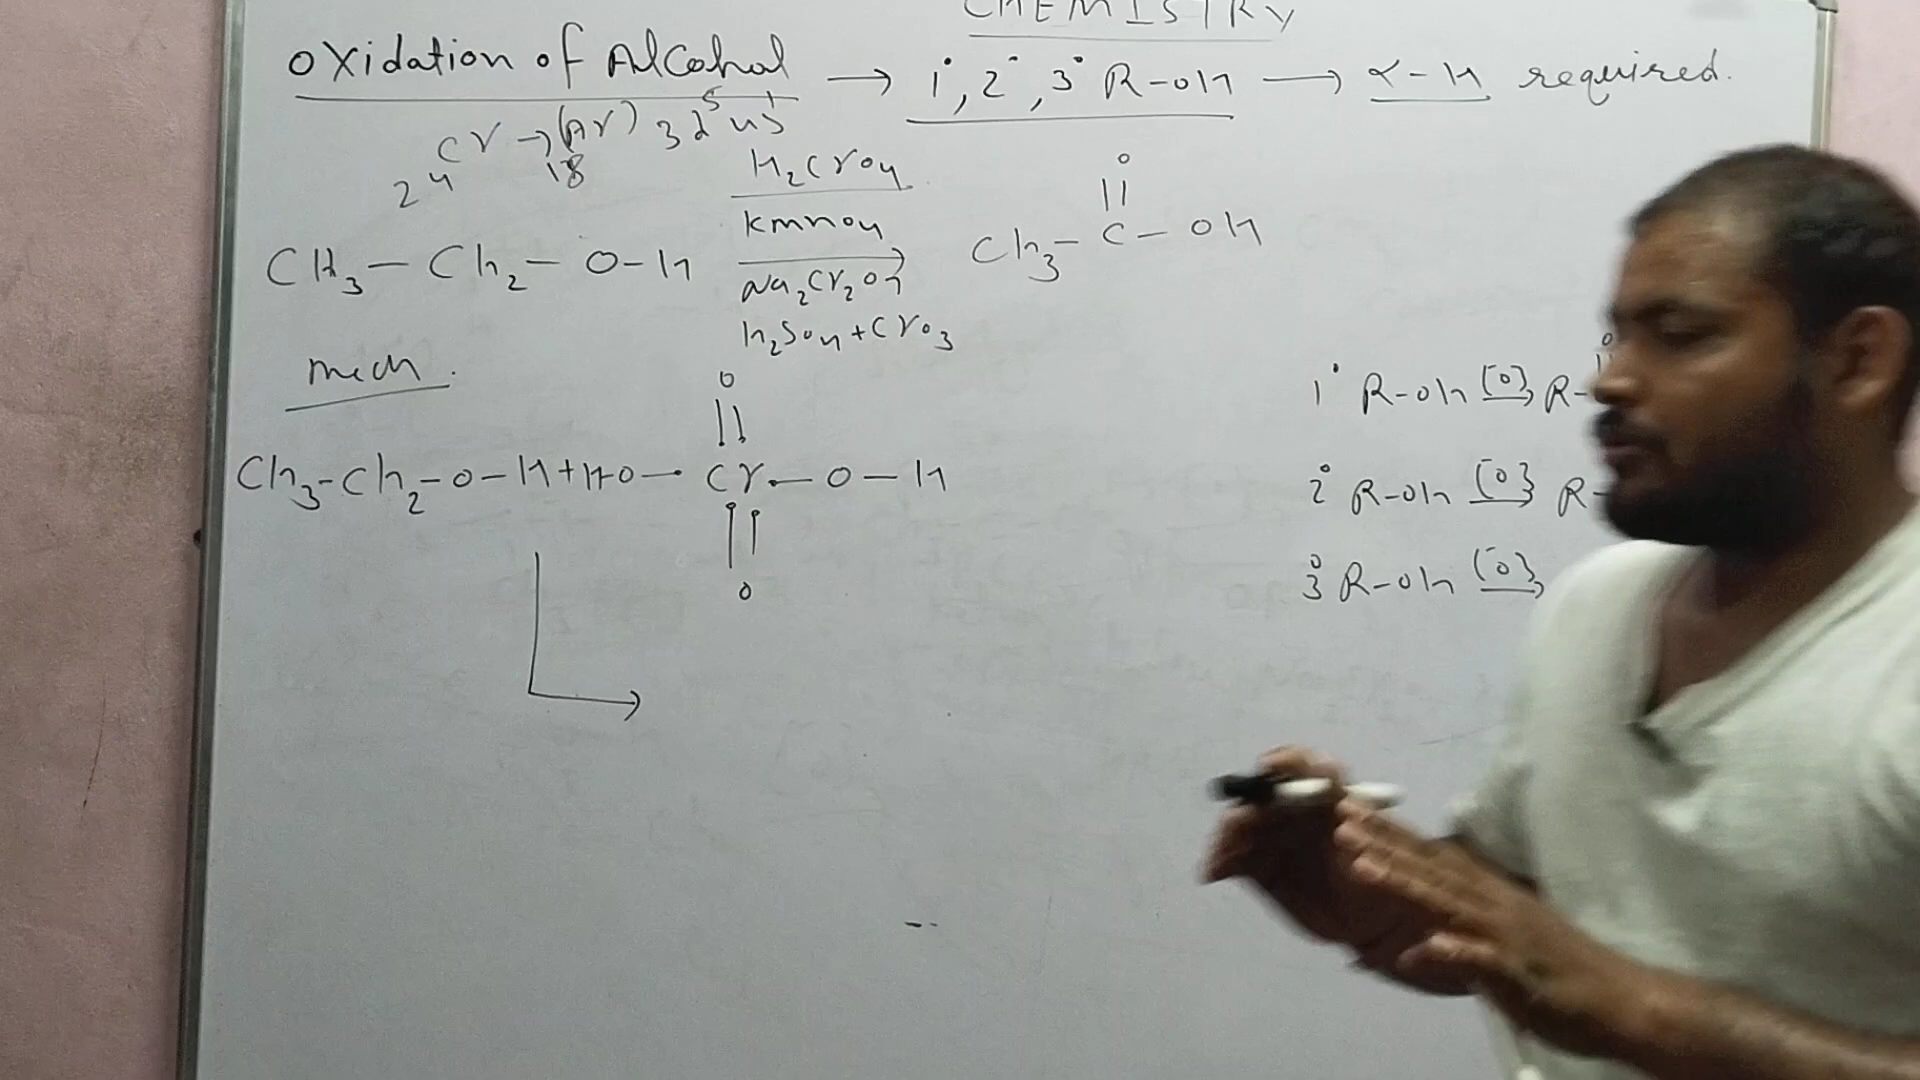 CHEMISTRY
Oxidation of Alcohal → 1°, 2°, 3° R-OH → α-H required.
24Cr → (Ar)18 3d⁵ 4s¹
H₂CrO₄
KMnO₄
CH₃-CH₂-O-H → CH₃-C-OH
O
Na₂Cr₂O7
H₂SO₄+CrO₃
mech.
O
CH₃-CH₂-O-H+HO-Cr-O-H
O
1° R-OH [O] R-
O
2° R-OH [O] R-
3° R-OH [O]